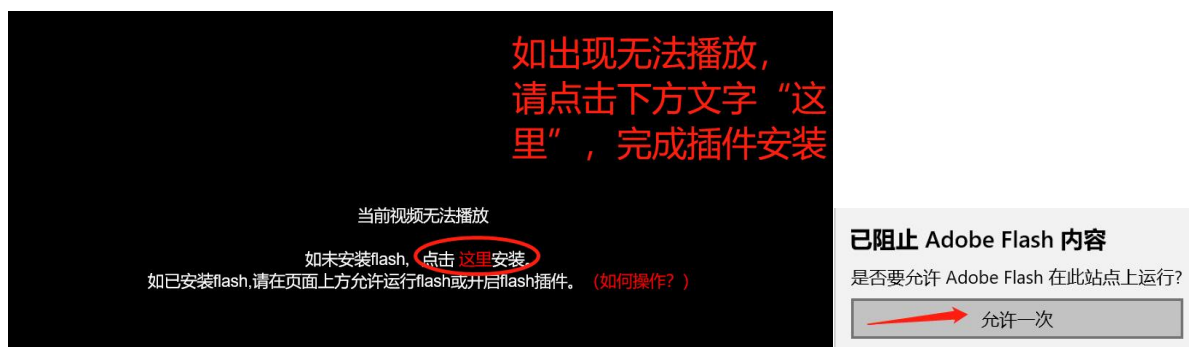 如出现无法播放，
请点击下方文字“这
里”，完成插件安装
当前视频无法播放
如未安装flash, 点击 这里安装。
如已安装flash,请在页面上方允许运行flash或开启flash插件。（如何操作？）
已阻止 Adobe Flash 内容
是否要允许 Adobe Flash 在此站点上运行?
允许一次